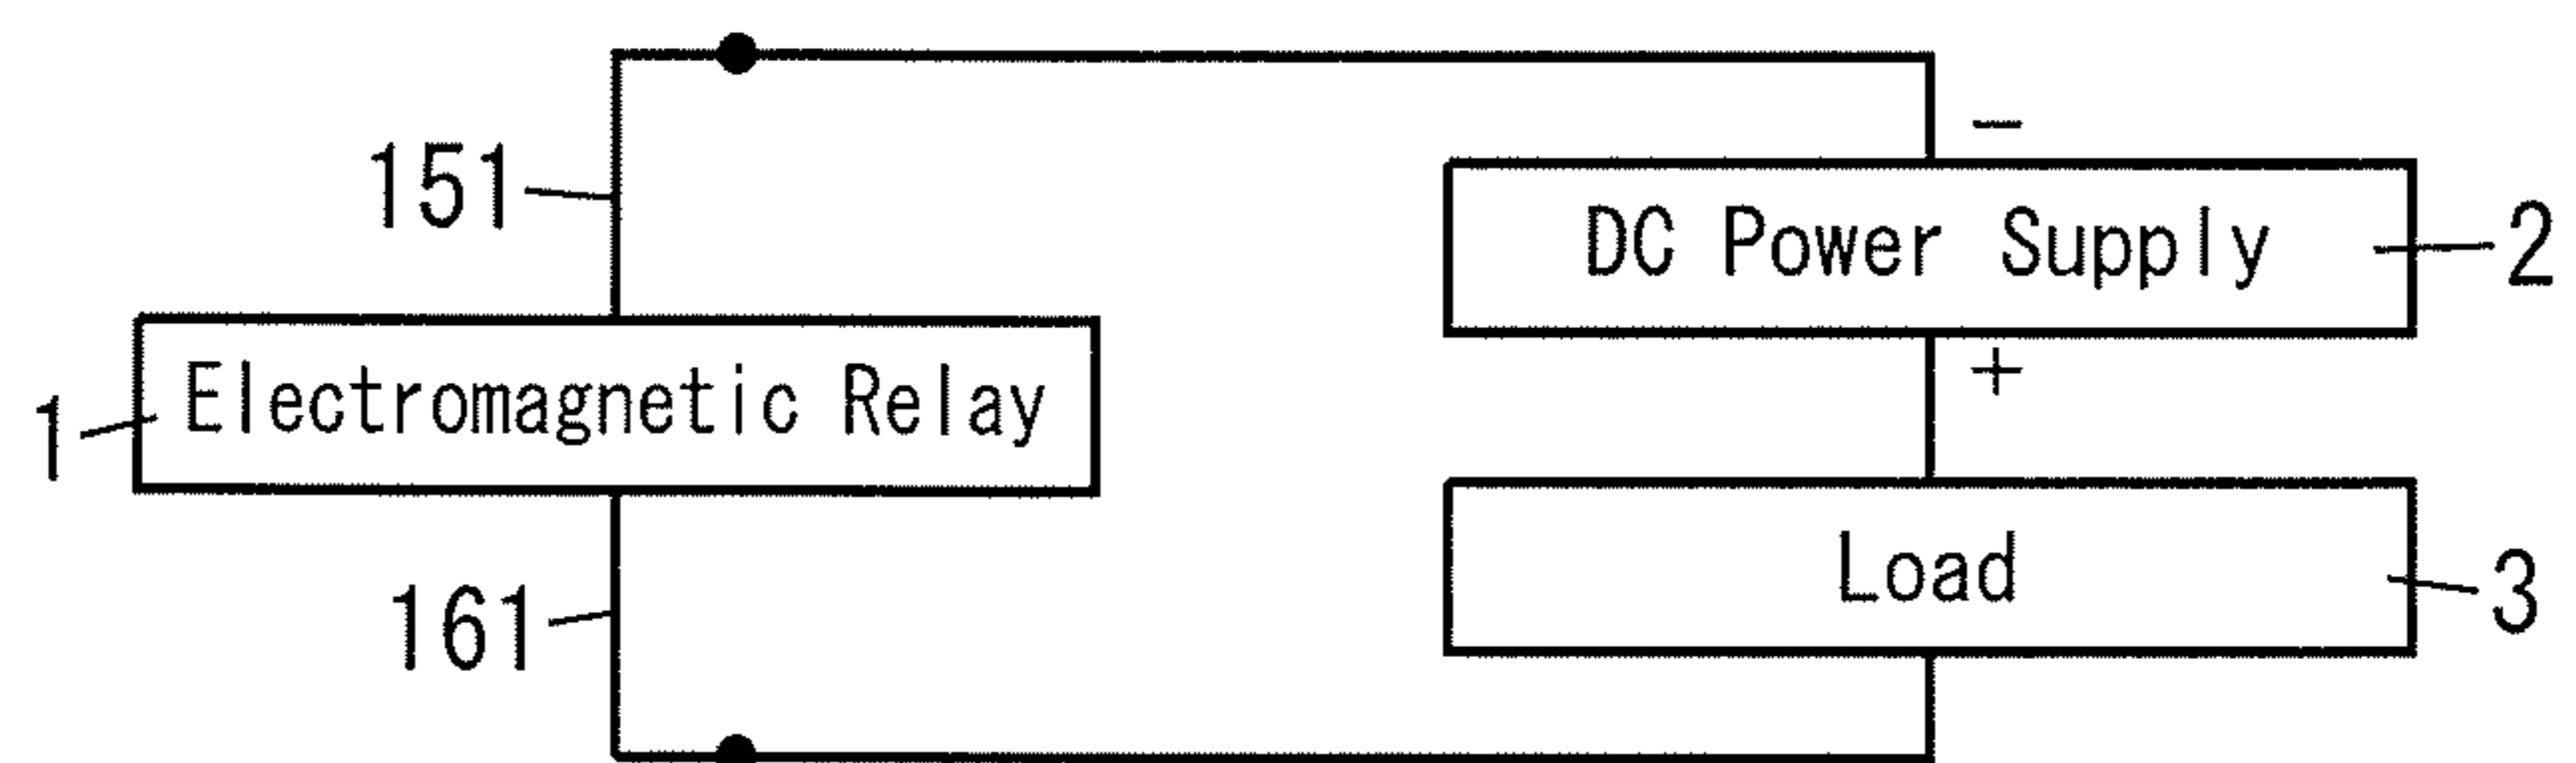 151
-
DC Power Supply
2
1
Electromagnetic Relay
+
161
Load
3